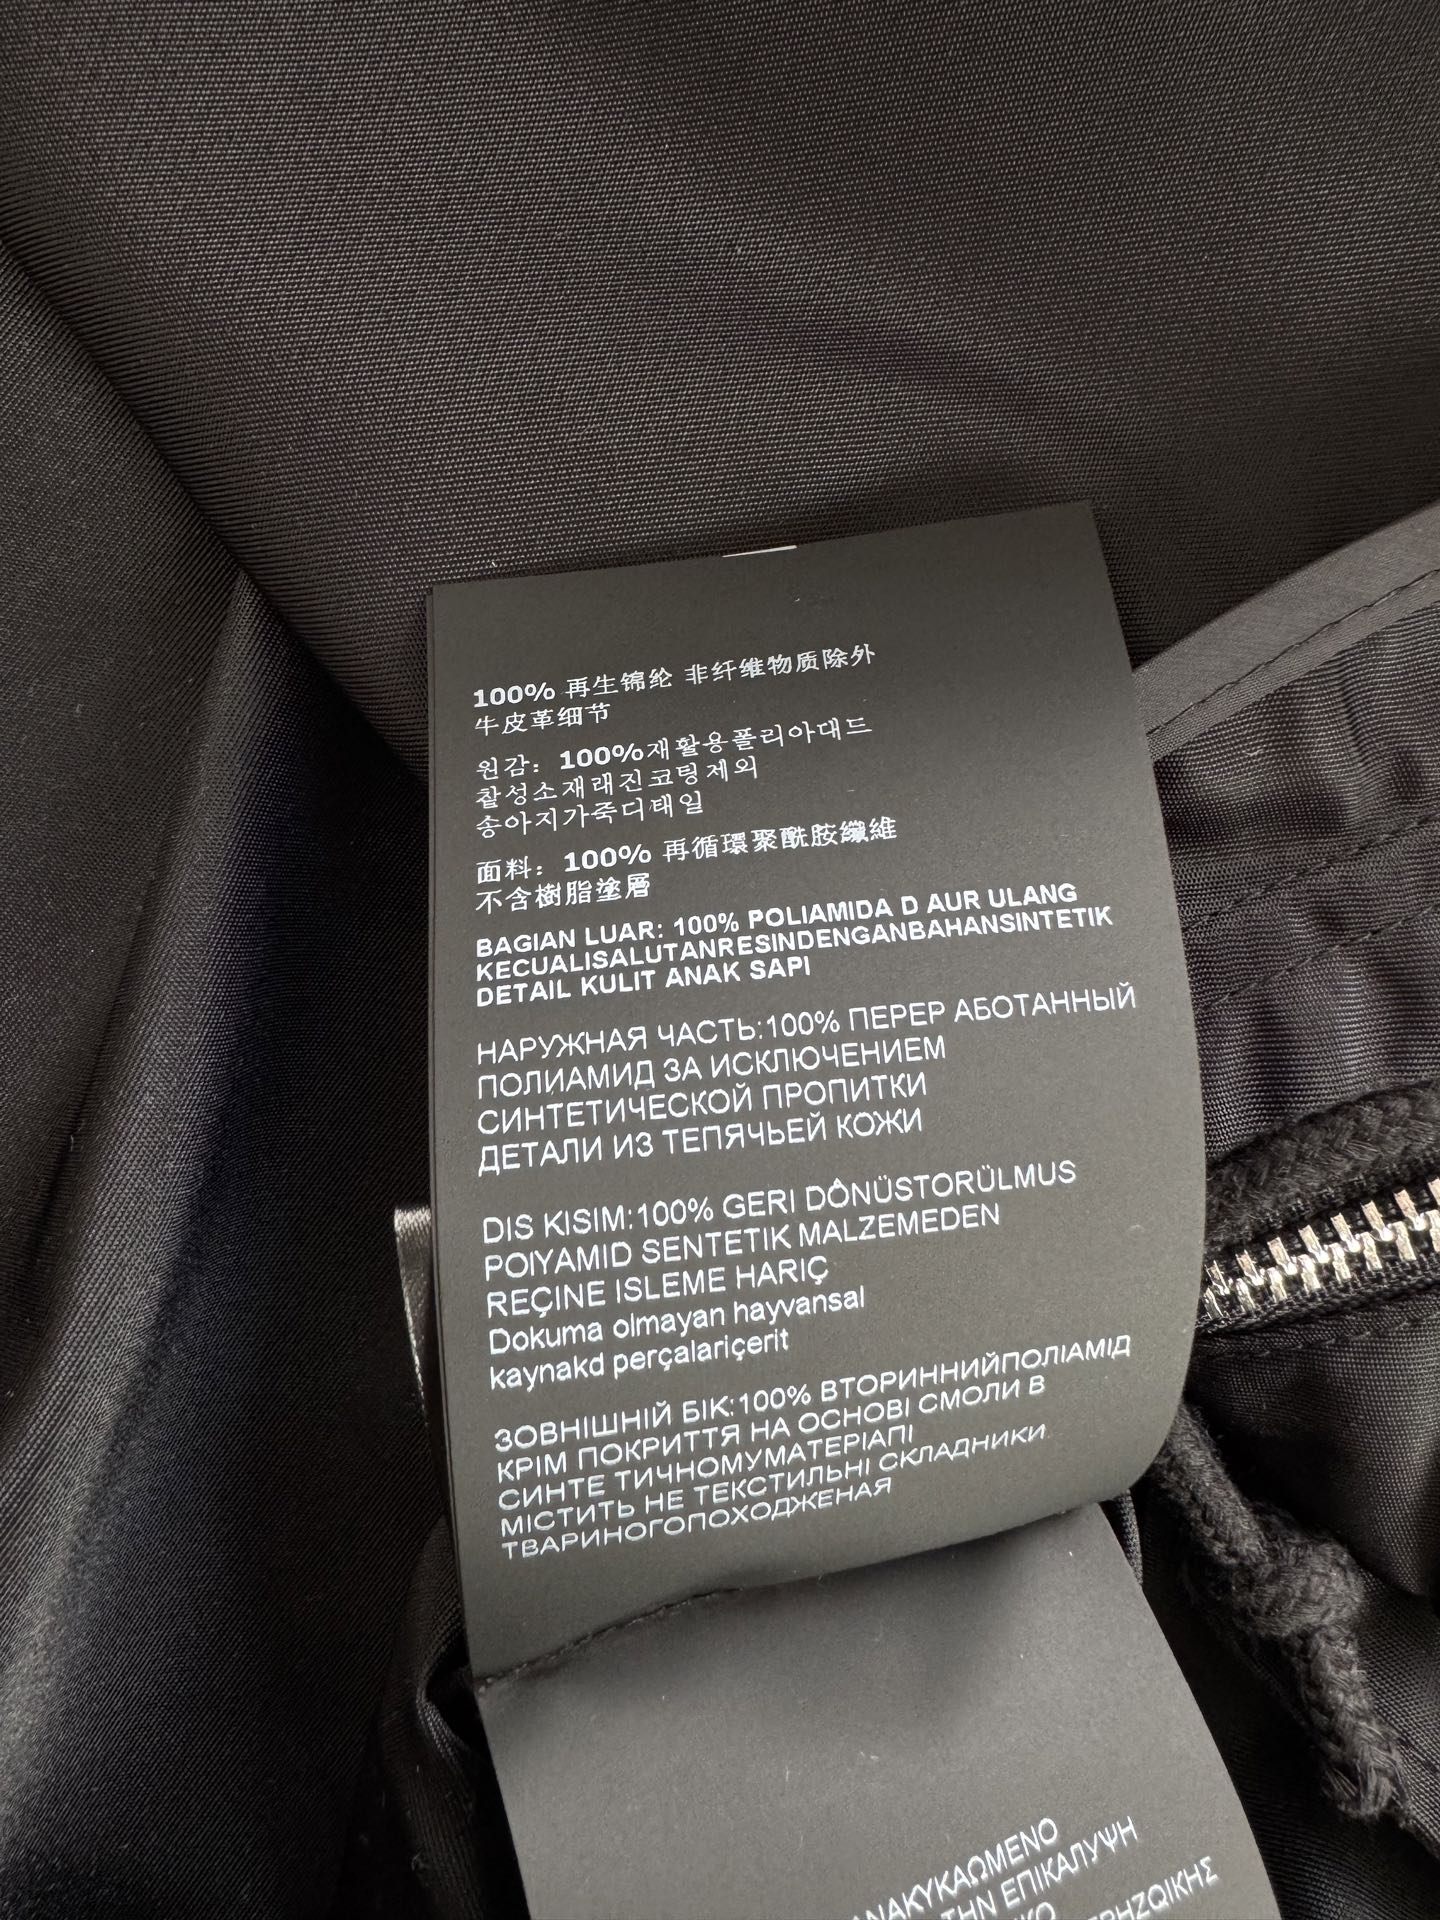 100% 再生锦纶 非纤维物质除外
牛皮革细节
원감: 100%재활용폴리아대드
찰성소재래진코팅제외
송아지가죽디태일
面料: 100% 再循環聚酰胺纖維
不含樹脂塗層
BAGIAN LUAR: 100% POLIAMIDA D AUR ULANG
KECUALISALUTANRESINDENGANBAHANSINTETIK
DETAIL KULIT ANAK SAPI
НАРУЖНАЯ ЧАСТЬ:100% ПЕРЕР АБОТАННЫЙ
ПОЛИАМИД ЗА ИСКЛЮЧЕНИЕМ
СИНТЕТИЧЕСКОЙ ПРОПИТКИ
ДЕТАЛИ ИЗ ТЕПЯЧЬЕЙ КОЖИ
DIS KISIM:100% GERI DÔNÜSTORÜLMUS
POIYAMID SENTETIK MALZEMEDEN
REÇINE ISLEME HARIÇ
Dokuma olmayan hayvansal
kaynakd perçalariçerit
ЗОВНІШНІЙ БІК:100% ВТОРИННИЙПОЛІАМІД
КРІМ ПОКРИТТЯ НА ОСНОВІ СМОЛИ В
СИНТЕ ТИЧНОМУМАТЕРІАПІ
МІСТИТЬ НЕ ТЕКСТИЛЬНІ СКЛАДНИКИ
ТВАРИНОГОПОХОДЖЕНАЯ
ΑΝΑΚΥΚΑΩΜΕΝΟ
ΤΗΝ ΕΠΙΚΑΛΥΨΗ